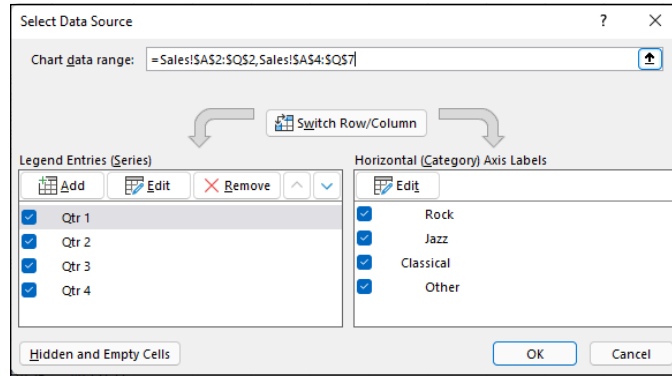 Select Data Source ? ×
Chart data range: =Sales!$A$2:$Q$2,Sales!$A$4:$Q$7
Switch Row/Column
Legend Entries (Series)
Add Edit Remove
Qtr 1
Qtr 2
Qtr 3
Qtr 4
Horizontal (Category) Axis Labels
Edit
Rock
Jazz
Classical
Other
Hidden and Empty Cells
OK Cancel